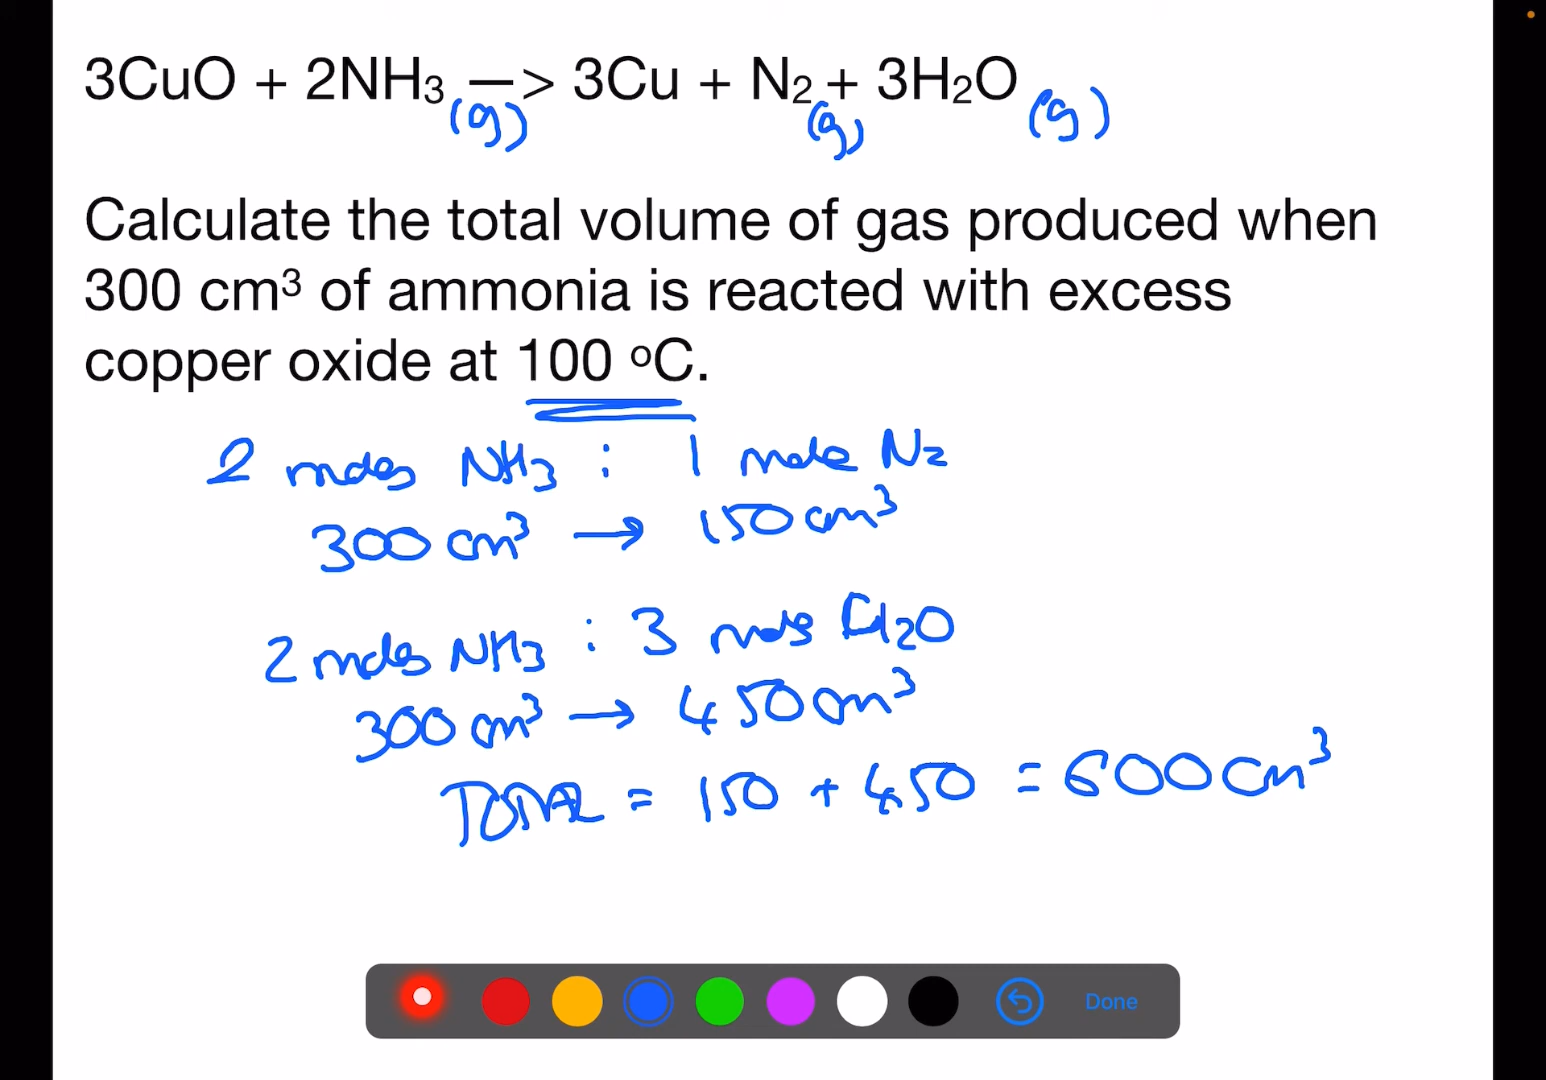 3CuO + 2NH3 —> 3Cu + N2 + 3H2O
(g) (g) (g)
Calculate the total volume of gas produced when
300 cm³ of ammonia is reacted with excess
copper oxide at 100 ºC.
2 moles NH3 : 1 mole N2
300 cm³ → 150 cm³
2 moles NH3 : 3 moles H2O
300 cm³ → 450 cm³
TOTAL = 150 + 450 = 600 cm³
Done